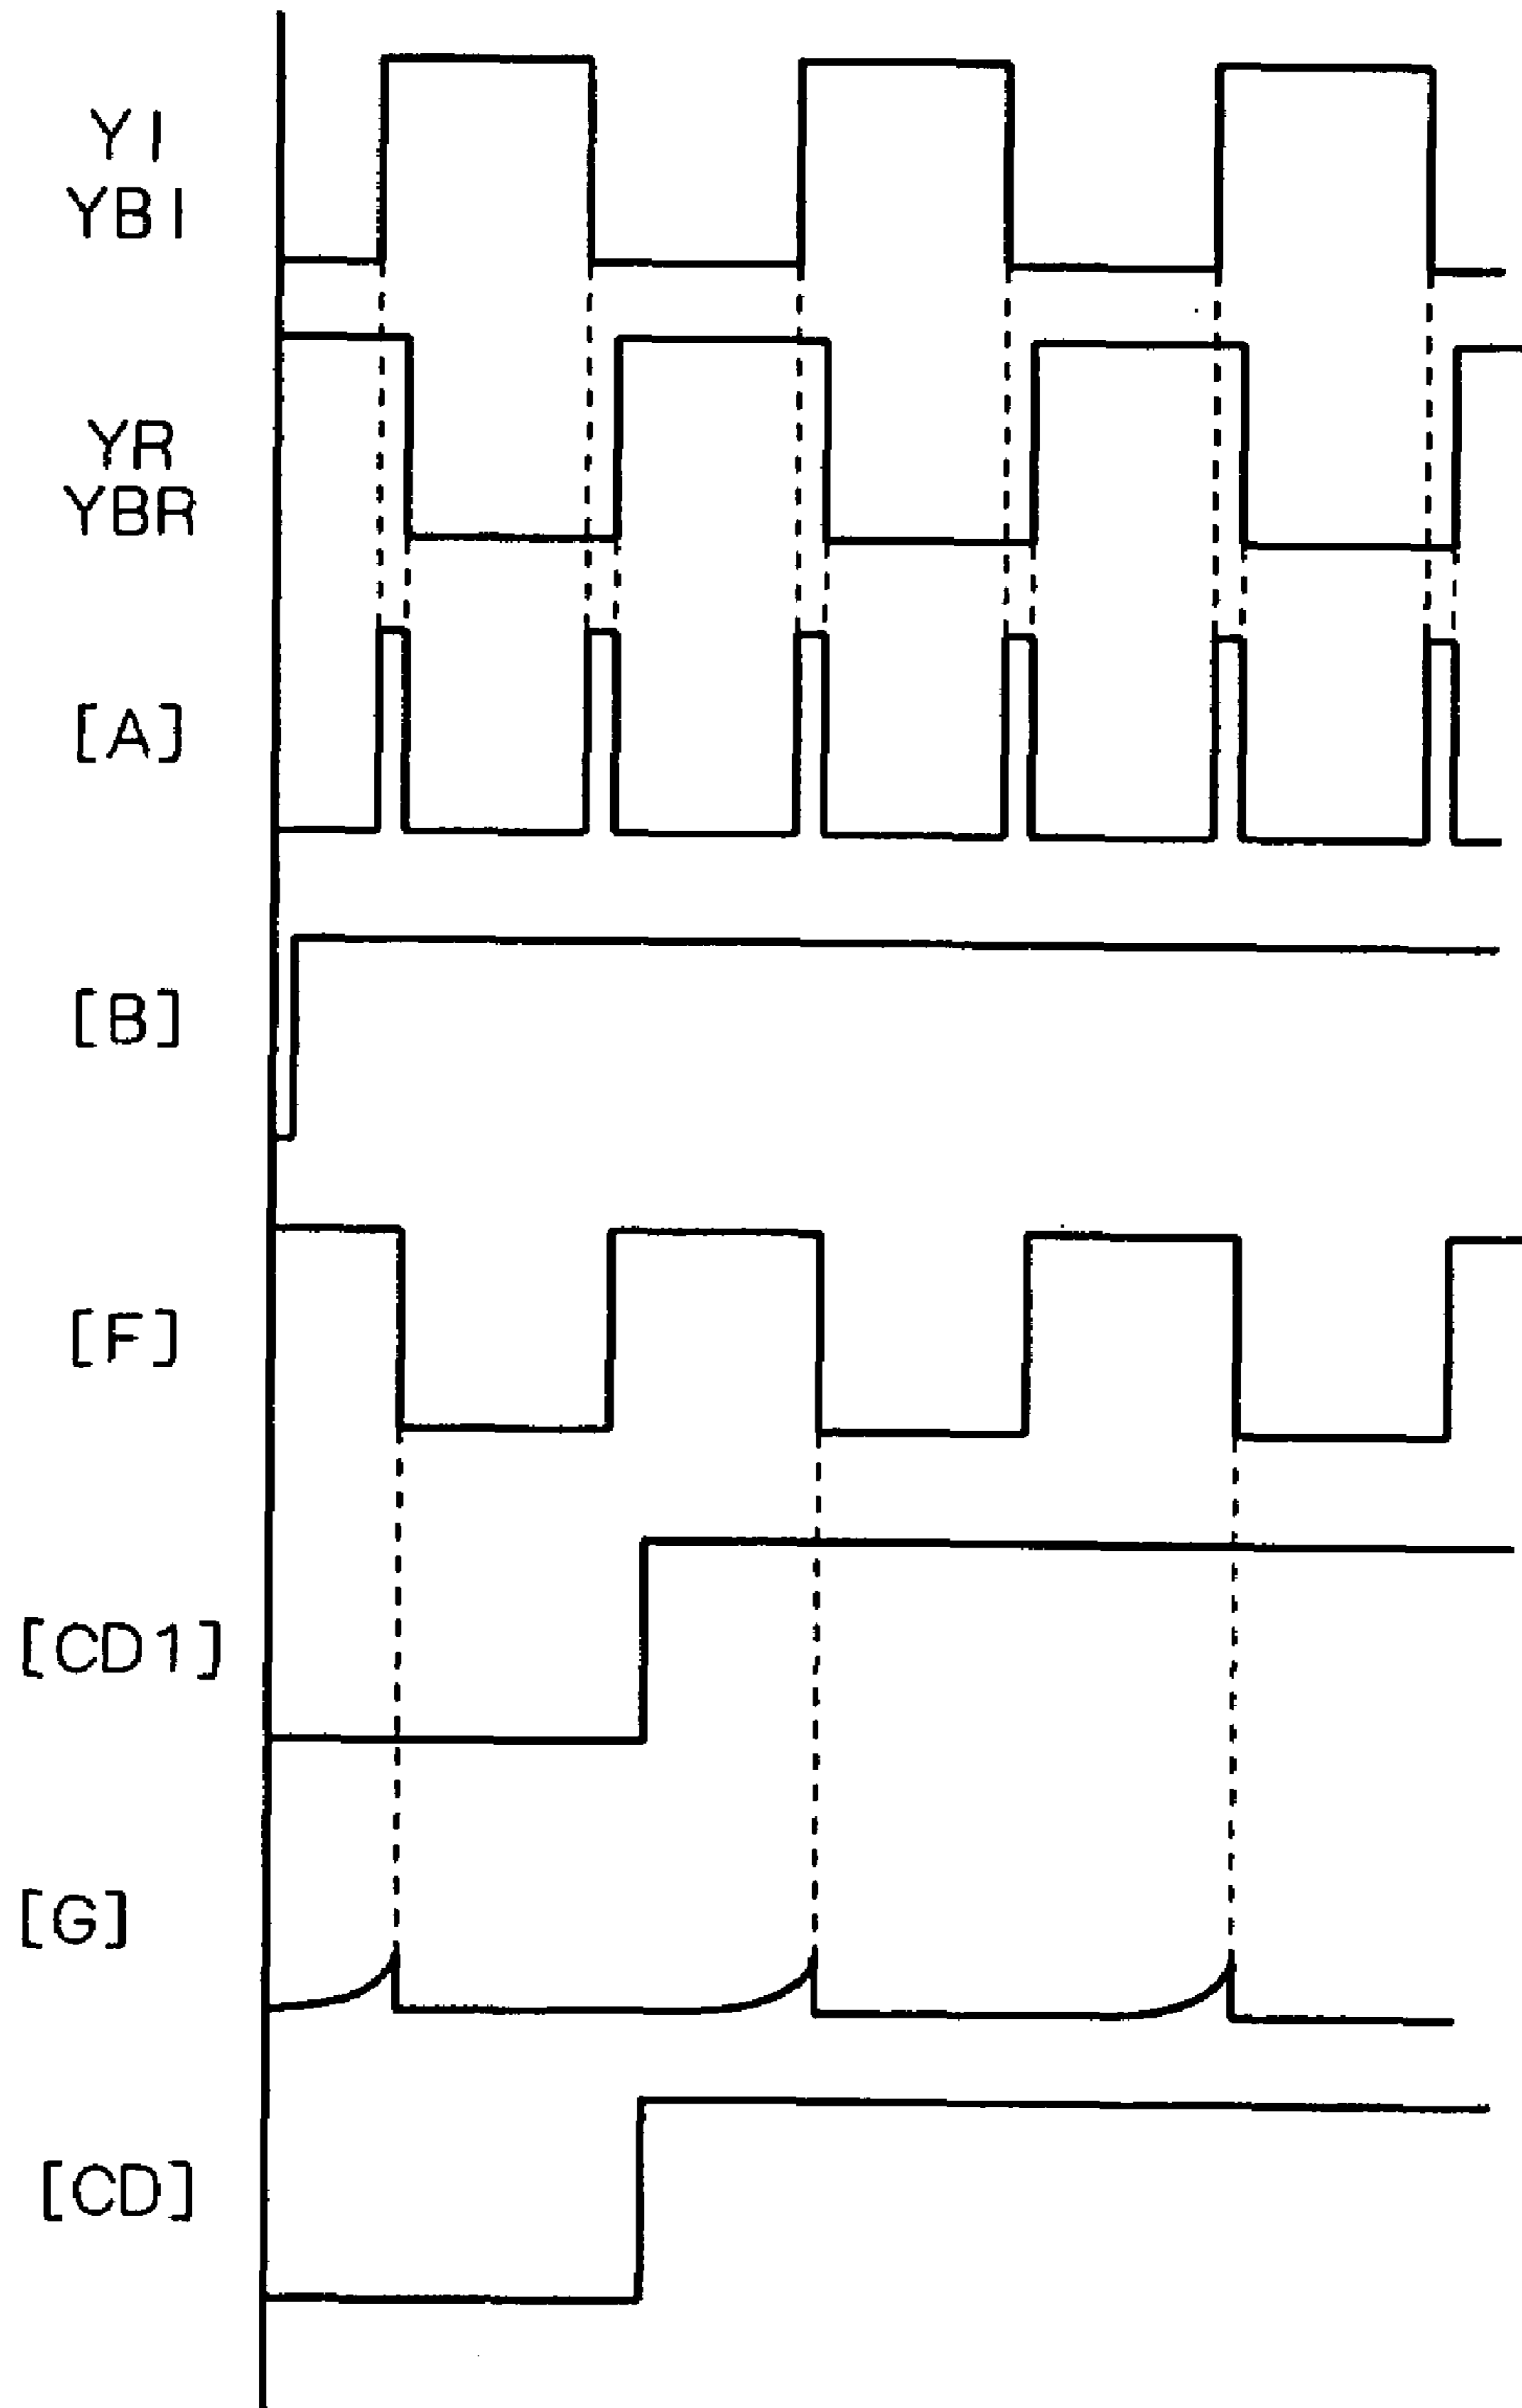 YI
YBI
YR
YBR
[A]
[B]
[F]
[CD1]
[G]
[CD]